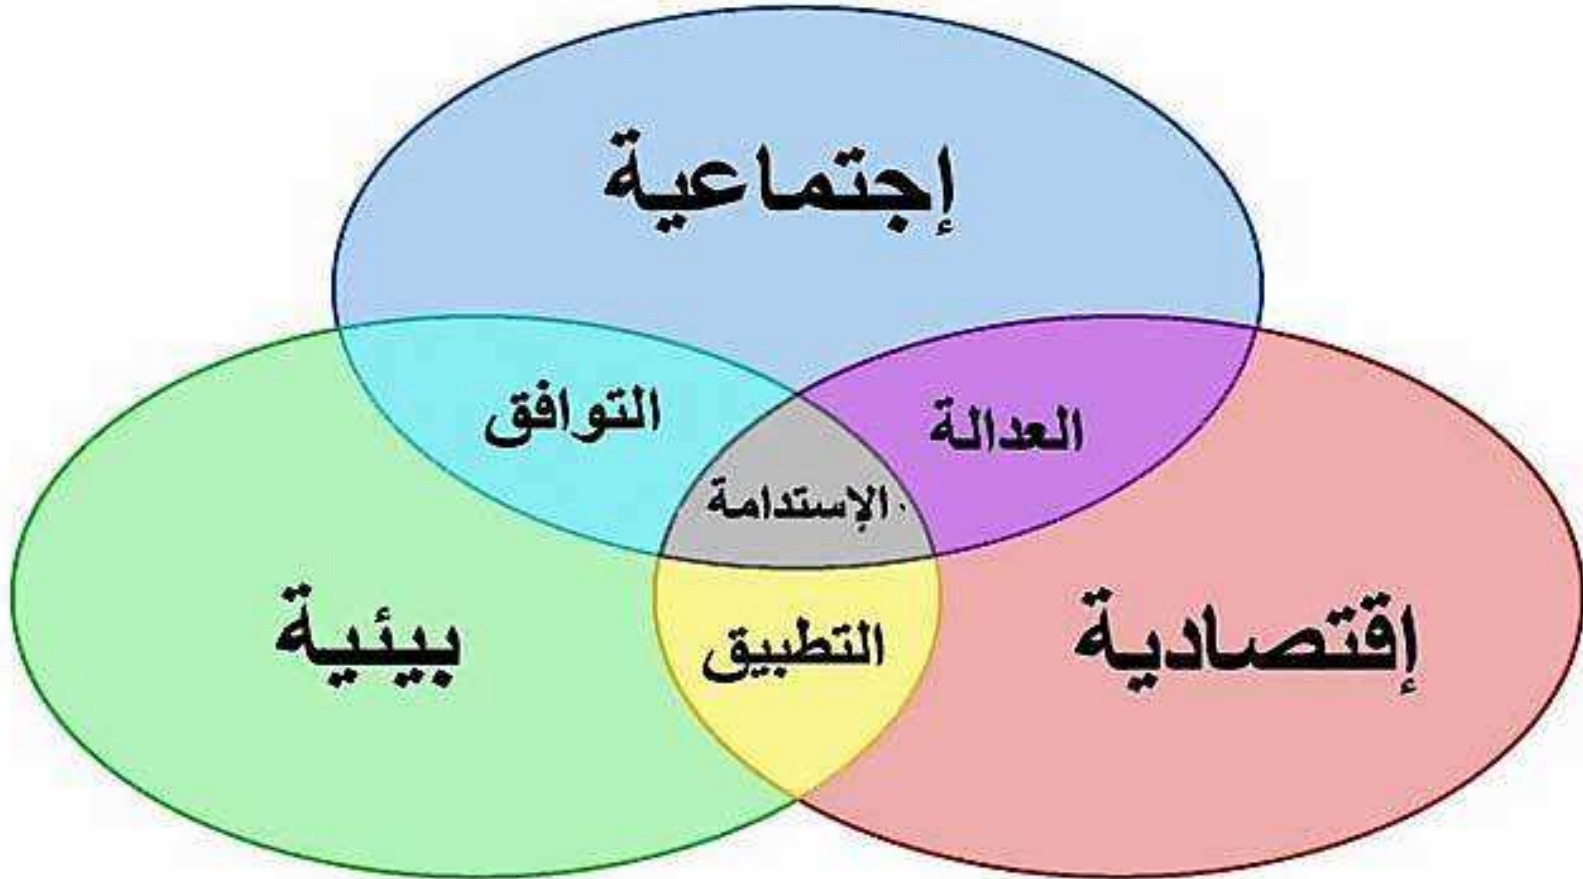 إجتماعية
العدالة
التوافق
الإستدامة
إقتصادية
التطبيق
بيئية